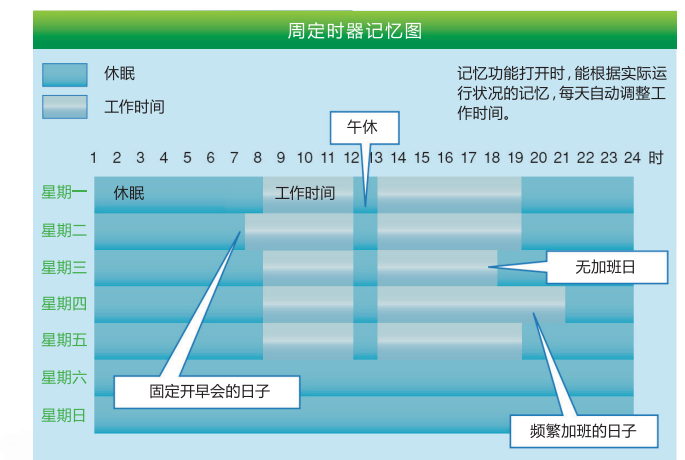 周定时器记忆图
休眠
工作时间
记忆功能打开时，能根据实际运
行状况的记忆，每天自动调整工
作时间。
午休
1 2 3 4 5 6 7 8 9 10 11 12 13 14 15 16 17 18 19 20 21 22 23 24 时
星期一 休眠 工作时间
星期二
星期三 无加班日
星期四
星期五
星期六 固定开早会的日子
星期日 频繁加班的日子